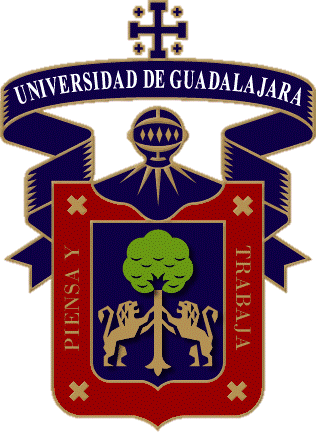 UNIVERSIDAD DE GUADALAJARA
PIENSA Y
TRABAJA